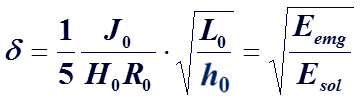 δ = 1/5 J₀/(H₀R₀) · √(L₀/h₀) = √(E_emg/E_sol)